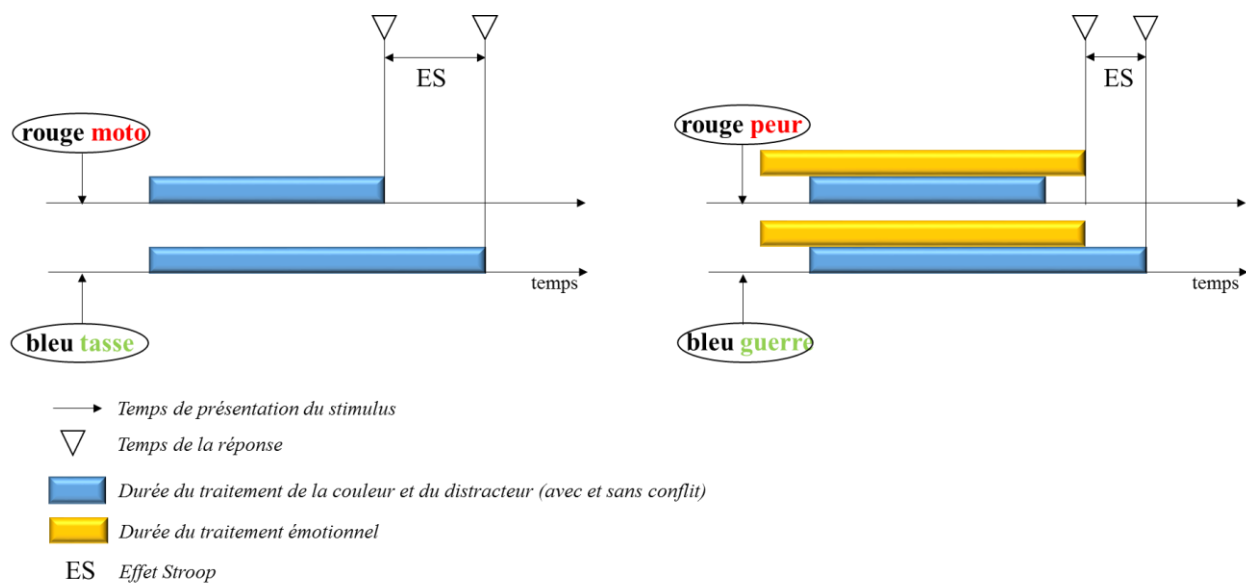 ES
ES
rouge moto
rouge peur
temps
temps
bleu tasse
bleu guerre
Temps de présentation du stimulus
Temps de la réponse
Durée du traitement de la couleur et du distracteur (avec et sans conflit)
Durée du traitement émotionnel
ES Effet Stroop